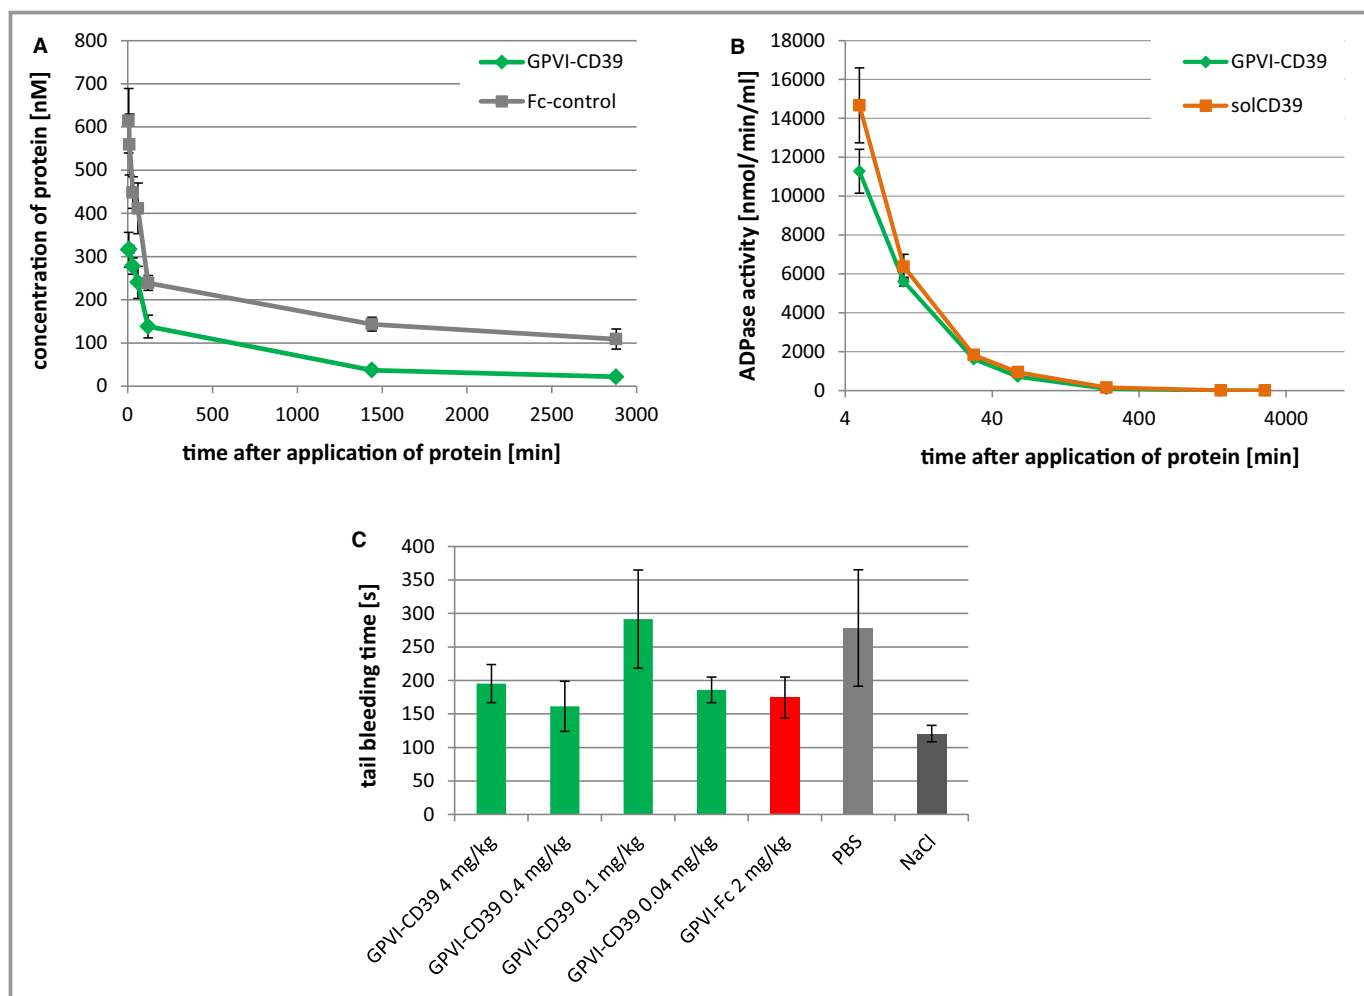 A
800
700
600
500
400
300
200
100
0
concentration of protein [nM]
GPVI-CD39
Fc-control
0 500 1000 1500 2000 2500 3000
time after application of protein [min]
B
18000
16000
14000
12000
10000
8000
6000
4000
2000
0
ADPase activity [nmol/min/ml]
GPVI-CD39
solCD39
4 40 400 4000
time after application of protein [min]
C
400
350
300
250
200
150
100
50
0
tail bleeding time [s]
GPVI-CD39 4 mg/kg
GPVI-CD39 0.4 mg/kg
GPVI-CD39 0.1 mg/kg
GPVI-CD39 0.04 mg/kg
GPVI-Fc 2 mg/kg
PBS
NaCl